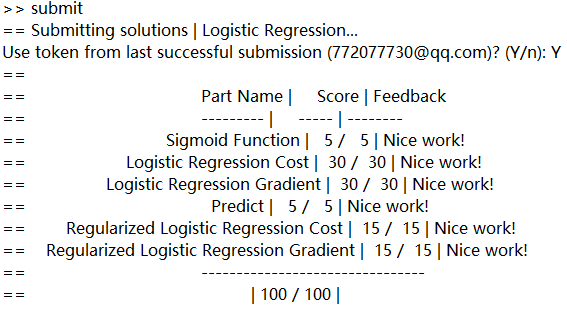 >> submit
== Submitting solutions | Logistic Regression...
Use token from last successful submission (772077730@qq.com)? (Y/n): Y
==
== Part Name | Score | Feedback
== --------- | ----- | --------
== Sigmoid Function | 5 / 5 | Nice work!
== Logistic Regression Cost | 30 / 30 | Nice work!
== Logistic Regression Gradient | 30 / 30 | Nice work!
== Predict | 5 / 5 | Nice work!
== Regularized Logistic Regression Cost | 15 / 15 | Nice work!
== Regularized Logistic Regression Gradient | 15 / 15 | Nice work!
== --------------------------------
== | 100 / 100 |